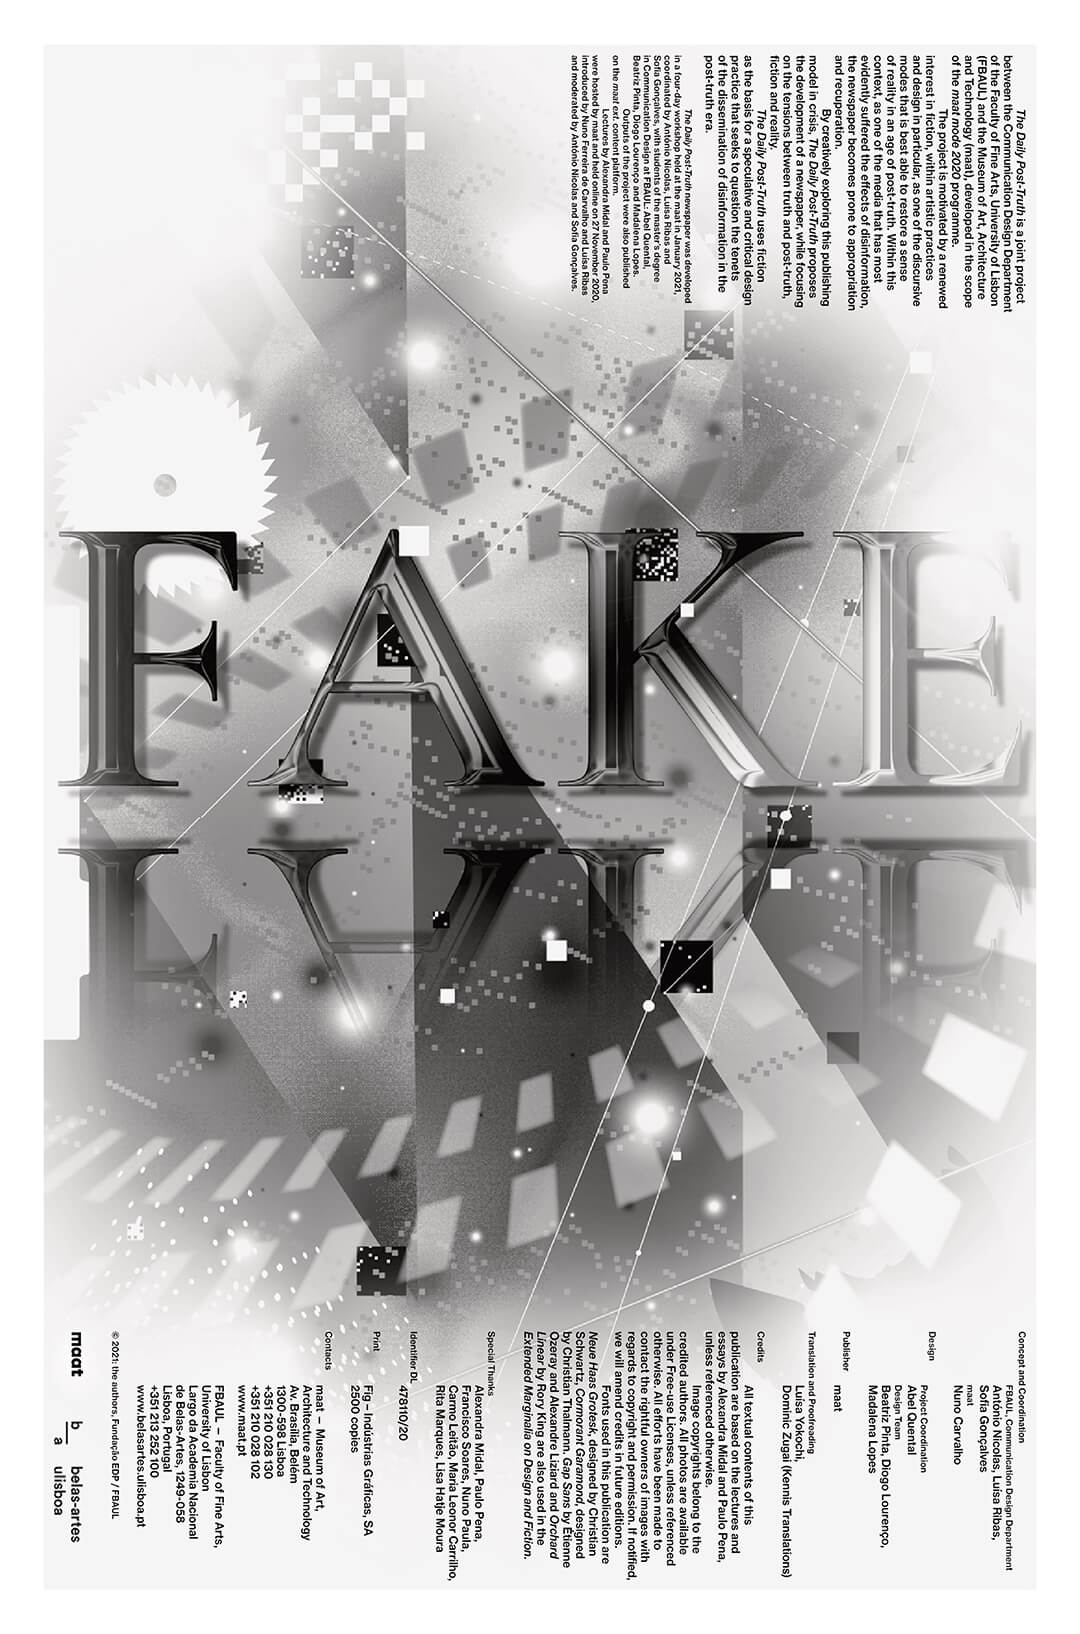 The Daily Post-Truth is a joint project
between the Communication Design Department
of the Faculty of Fine Arts, University of Lisbon
(FBAUL) and the Museum of Art, Architecture
and Technology (maat), developed in the scope
of the maat mode 2020 programme.
The project is motivated by a renewed
interest in fiction, within artistic practices
and design in particular, as one of the discursive
modes that is best able to restore a sense
of reality in an age of post-truth. Within this
context, as one of the media that has most
evidently suffered the effects of disinformation,
the newspaper becomes prone to appropriation
and recuperation.
By creatively exploring this publishing
model in crisis, The Daily Post-Truth proposes
the development of a newspaper, while focusing
on the tensions between truth and post-truth,
fiction and reality.
The Daily Post-Truth uses fiction
as the basis for a speculative and critical design
practice that seeks to question the tenets
of the dissemination of disinformation in the
post-truth era.
The Daily Post-Truth newspaper was developed
in a four-day workshop held at the maat in January 2021,
coordinated by António Nicolas, Luisa Ribas and
Sofia Gonçalves, with students of the master's degree
in Communication Design at FBAUL: Abel Quental,
Beatriz Pinta, Diogo Lourenço and Madalena Lopes.
Outputs of the project were also published
on the maat ext. content platform.
Lectures by Alexandra Midal and Paulo Pena
were hosted by maat and held online on 27 November 2020,
introduced by Nuno Ferreira de Carvalho and Luisa Ribas
and moderated by António Nicolas and Sofia Gonçalves.
FAKE
FAKE
Concept and Coordination
FBAUL, Communication Design Department
António Nicolas, Luisa Ribas,
Sofia Gonçalves
maat
Nuno Carvalho
Design
Project Coordination
Abel Quental
Design Team
Beatriz Pinta, Diogo Lourenço,
Madalena Lopes
Publisher
maat
Translation and Proofreading
Luísa Yokochi,
Dominic Zugai (Kennis Translations)
Credits
All textual contents of this
publication are based on the lectures and
essays by Alexandra Midal and Paulo Pena,
unless referenced otherwise.
Image copyrights belong to the
credited authors. All photos are available
under Free-use Licenses, unless referenced
otherwise. All efforts have been made to
contact the rightful owners of images with
regards to copyright and permissions. If notified,
we will amend credits in future editions.
Fonts used in this publication are
Neue Haas Grotesk, designed by Christian
Schwartz, Cormorant Garamond, designed
by Christian Thalmann. Gap Sans by Étienne
Ozeray and Alexandre Liziard and Orchard
Linear by Rory King are also used in the
Extended Marginalia on Design and Fiction.
Special Thanks
Alexandra Midal, Paulo Pena,
Francisco Soares, Nuno Paula,
Carmo Leitão, Maria Leonor Carrilho,
Rita Marques, Lisa Hatje Moura
Identifier DL
478110/20
Print
Fig – Indústrias Gráficas, SA
2500 copies
Contacts
maat — Museum of Art,
Architecture and Technology
Av. Brasília, Belém
1300-598 Lisboa
+351 210 028 130
+351 210 028 102
www.maat.pt
FBAUL — Faculty of Fine Arts,
University of Lisbon
Largo da Academia Nacional
de Belas-Artes, 1249-058
Lisboa, Portugal
+351 213 252 100
www.belasartes.ulisboa.pt
© 2021: the authors, Fundação EDP / FBAUL
maat
b
a
belas-artes
ulisboa